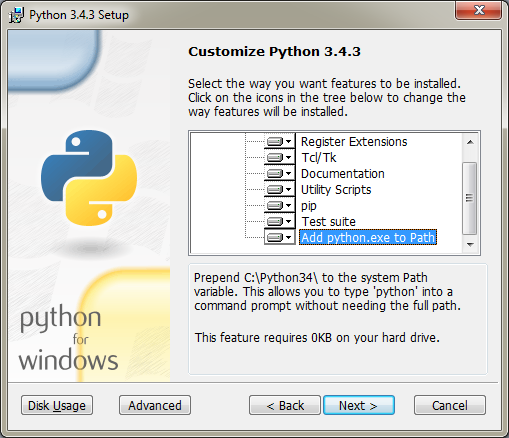 Python 3.4.3 Setup
Customize Python 3.4.3
Select the way you want features to be installed.
Click on the icons in the tree below to change the
way features will be installed.
Register Extensions
Tcl/Tk
Documentation
Utility Scripts
pip
Test suite
Add python.exe to Path
Prepend C:\Python34\ to the system Path
variable. This allows you to type 'python' into a
command prompt without needing the full path.
This feature requires 0KB on your hard drive.
python
for
windows
Disk Usage
Advanced
< Back
Next >
Cancel